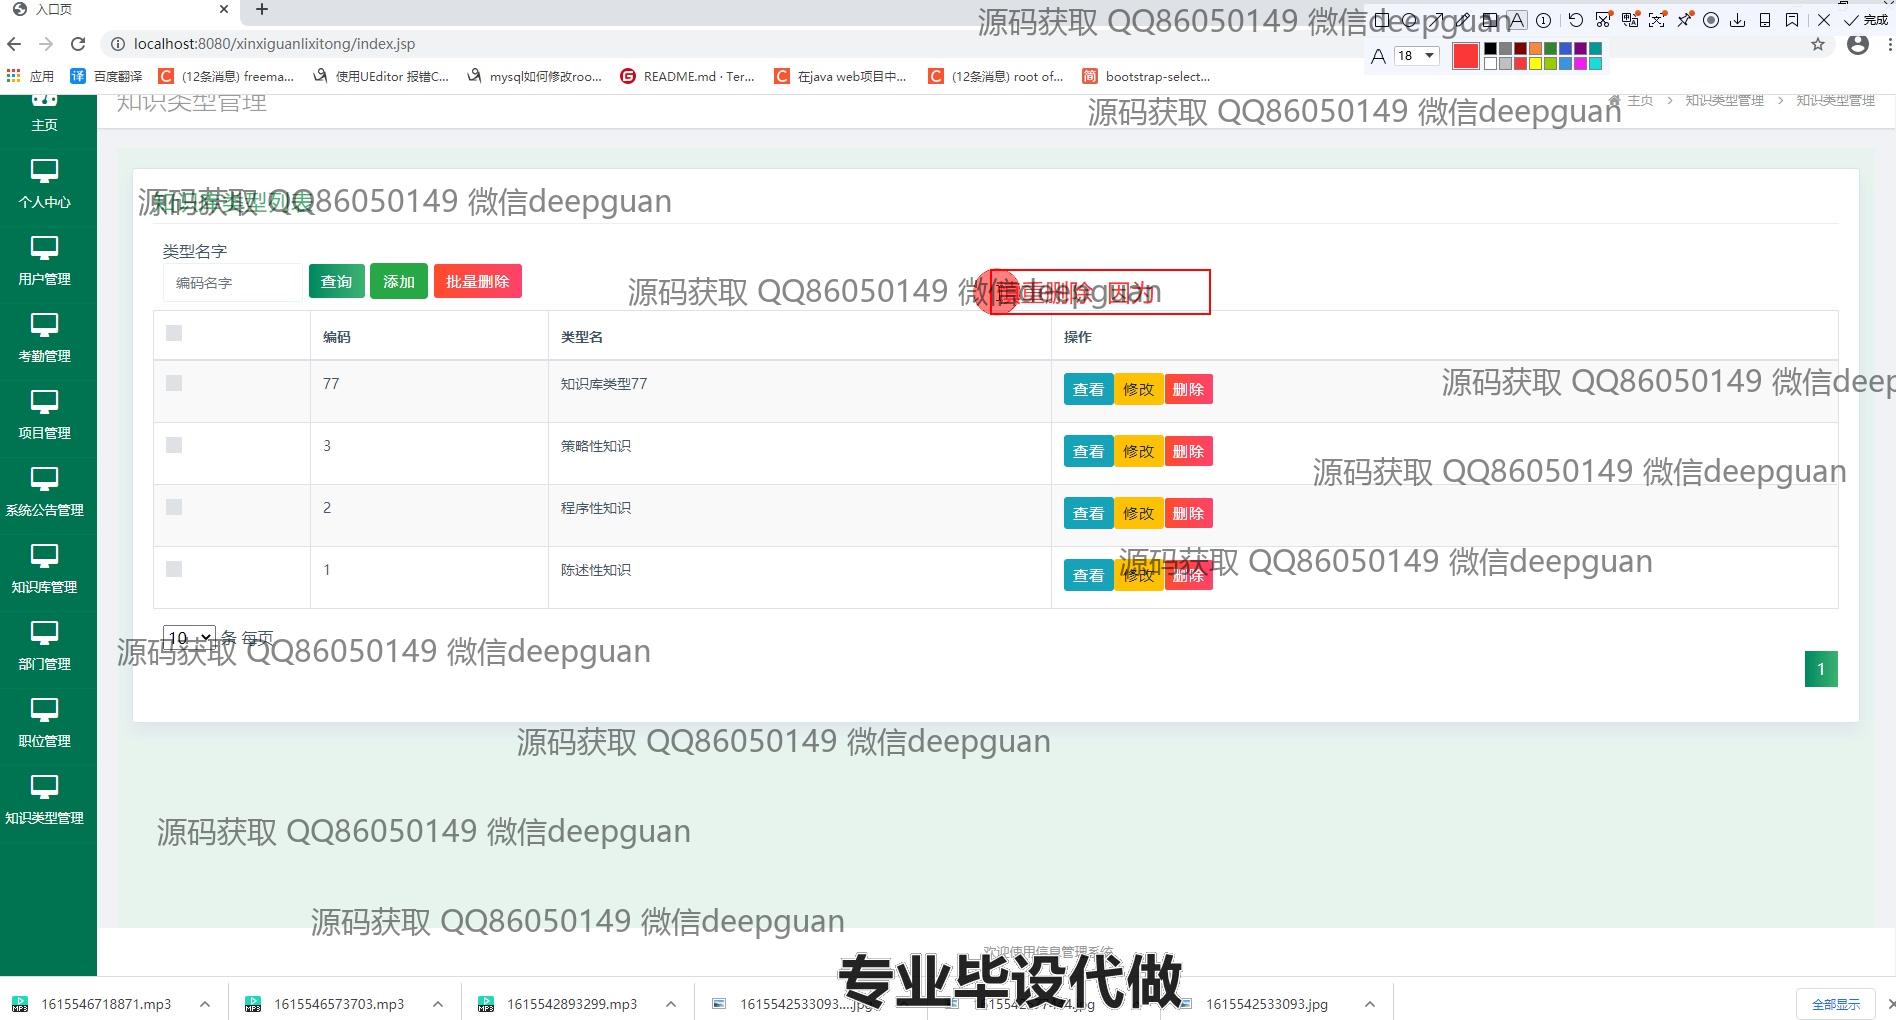 入口页
源码获取 QQ86050149 微信deepguan
完成
localhost:8080/xinxiguanlixitong/index.jsp
A 18
应用 百度翻译 (12条消息) freema... 使用UEditor 报错C... mysql如何修改roo... README.md · Ter... 在java web项目中... (12条消息) root of... bootstrap-select...
知识类型管理
主页 > 知识类型管理 > 知识类型管理
源码获取 QQ86050149 微信deepguan
主页
个人中心
用户管理
考勤管理
项目管理
系统公告管理
知识库管理
部门管理
职位管理
知识类型管理
知识库类型列表
源码获取 QQ86050149 微信deepguan
类型名字
编码名字 查询 添加 批量删除
源码获取 QQ86050149 微信deepguan
删除 因为
编码 类型名 操作
77 知识库类型77 查看 修改 删除
源码获取 QQ86050149 微信deep
3 策略性知识 查看 修改 删除
源码获取 QQ86050149 微信deepguan
2 程序性知识 查看 修改 删除
1 陈述性知识 查看 修改 删除
源码获取 QQ86050149 微信deepguan
10 条 每页
源码获取 QQ86050149 微信deepguan
1
源码获取 QQ86050149 微信deepguan
源码获取 QQ86050149 微信deepguan
源码获取 QQ86050149 微信deepguan
欢迎使用信息管理系统
专业毕设代做
1615546718871.mp3 1615546573703.mp3 1615542893299.mp3 1615542533093....jpg 1615542533093.jpg 全部显示